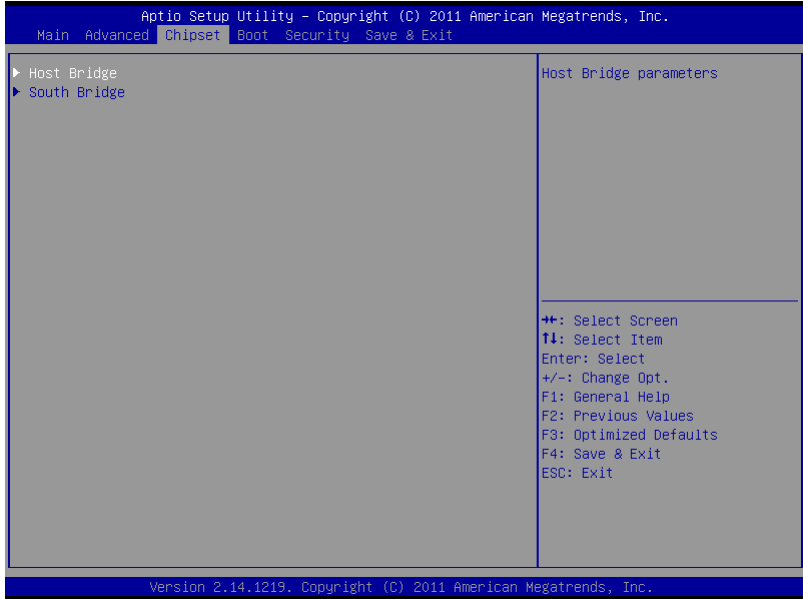 Aptio Setup Utility – Copyright (C) 2011 American Megatrends, Inc.
Main Advanced Chipset Boot Security Save & Exit
▶ Host Bridge
▶ South Bridge
Host Bridge parameters
→←: Select Screen
↑↓: Select Item
Enter: Select
+/-: Change Opt.
F1: General Help
F2: Previous Values
F3: Optimized Defaults
F4: Save & Exit
ESC: Exit
Version 2.14.1219. Copyright (C) 2011 American Megatrends, Inc.